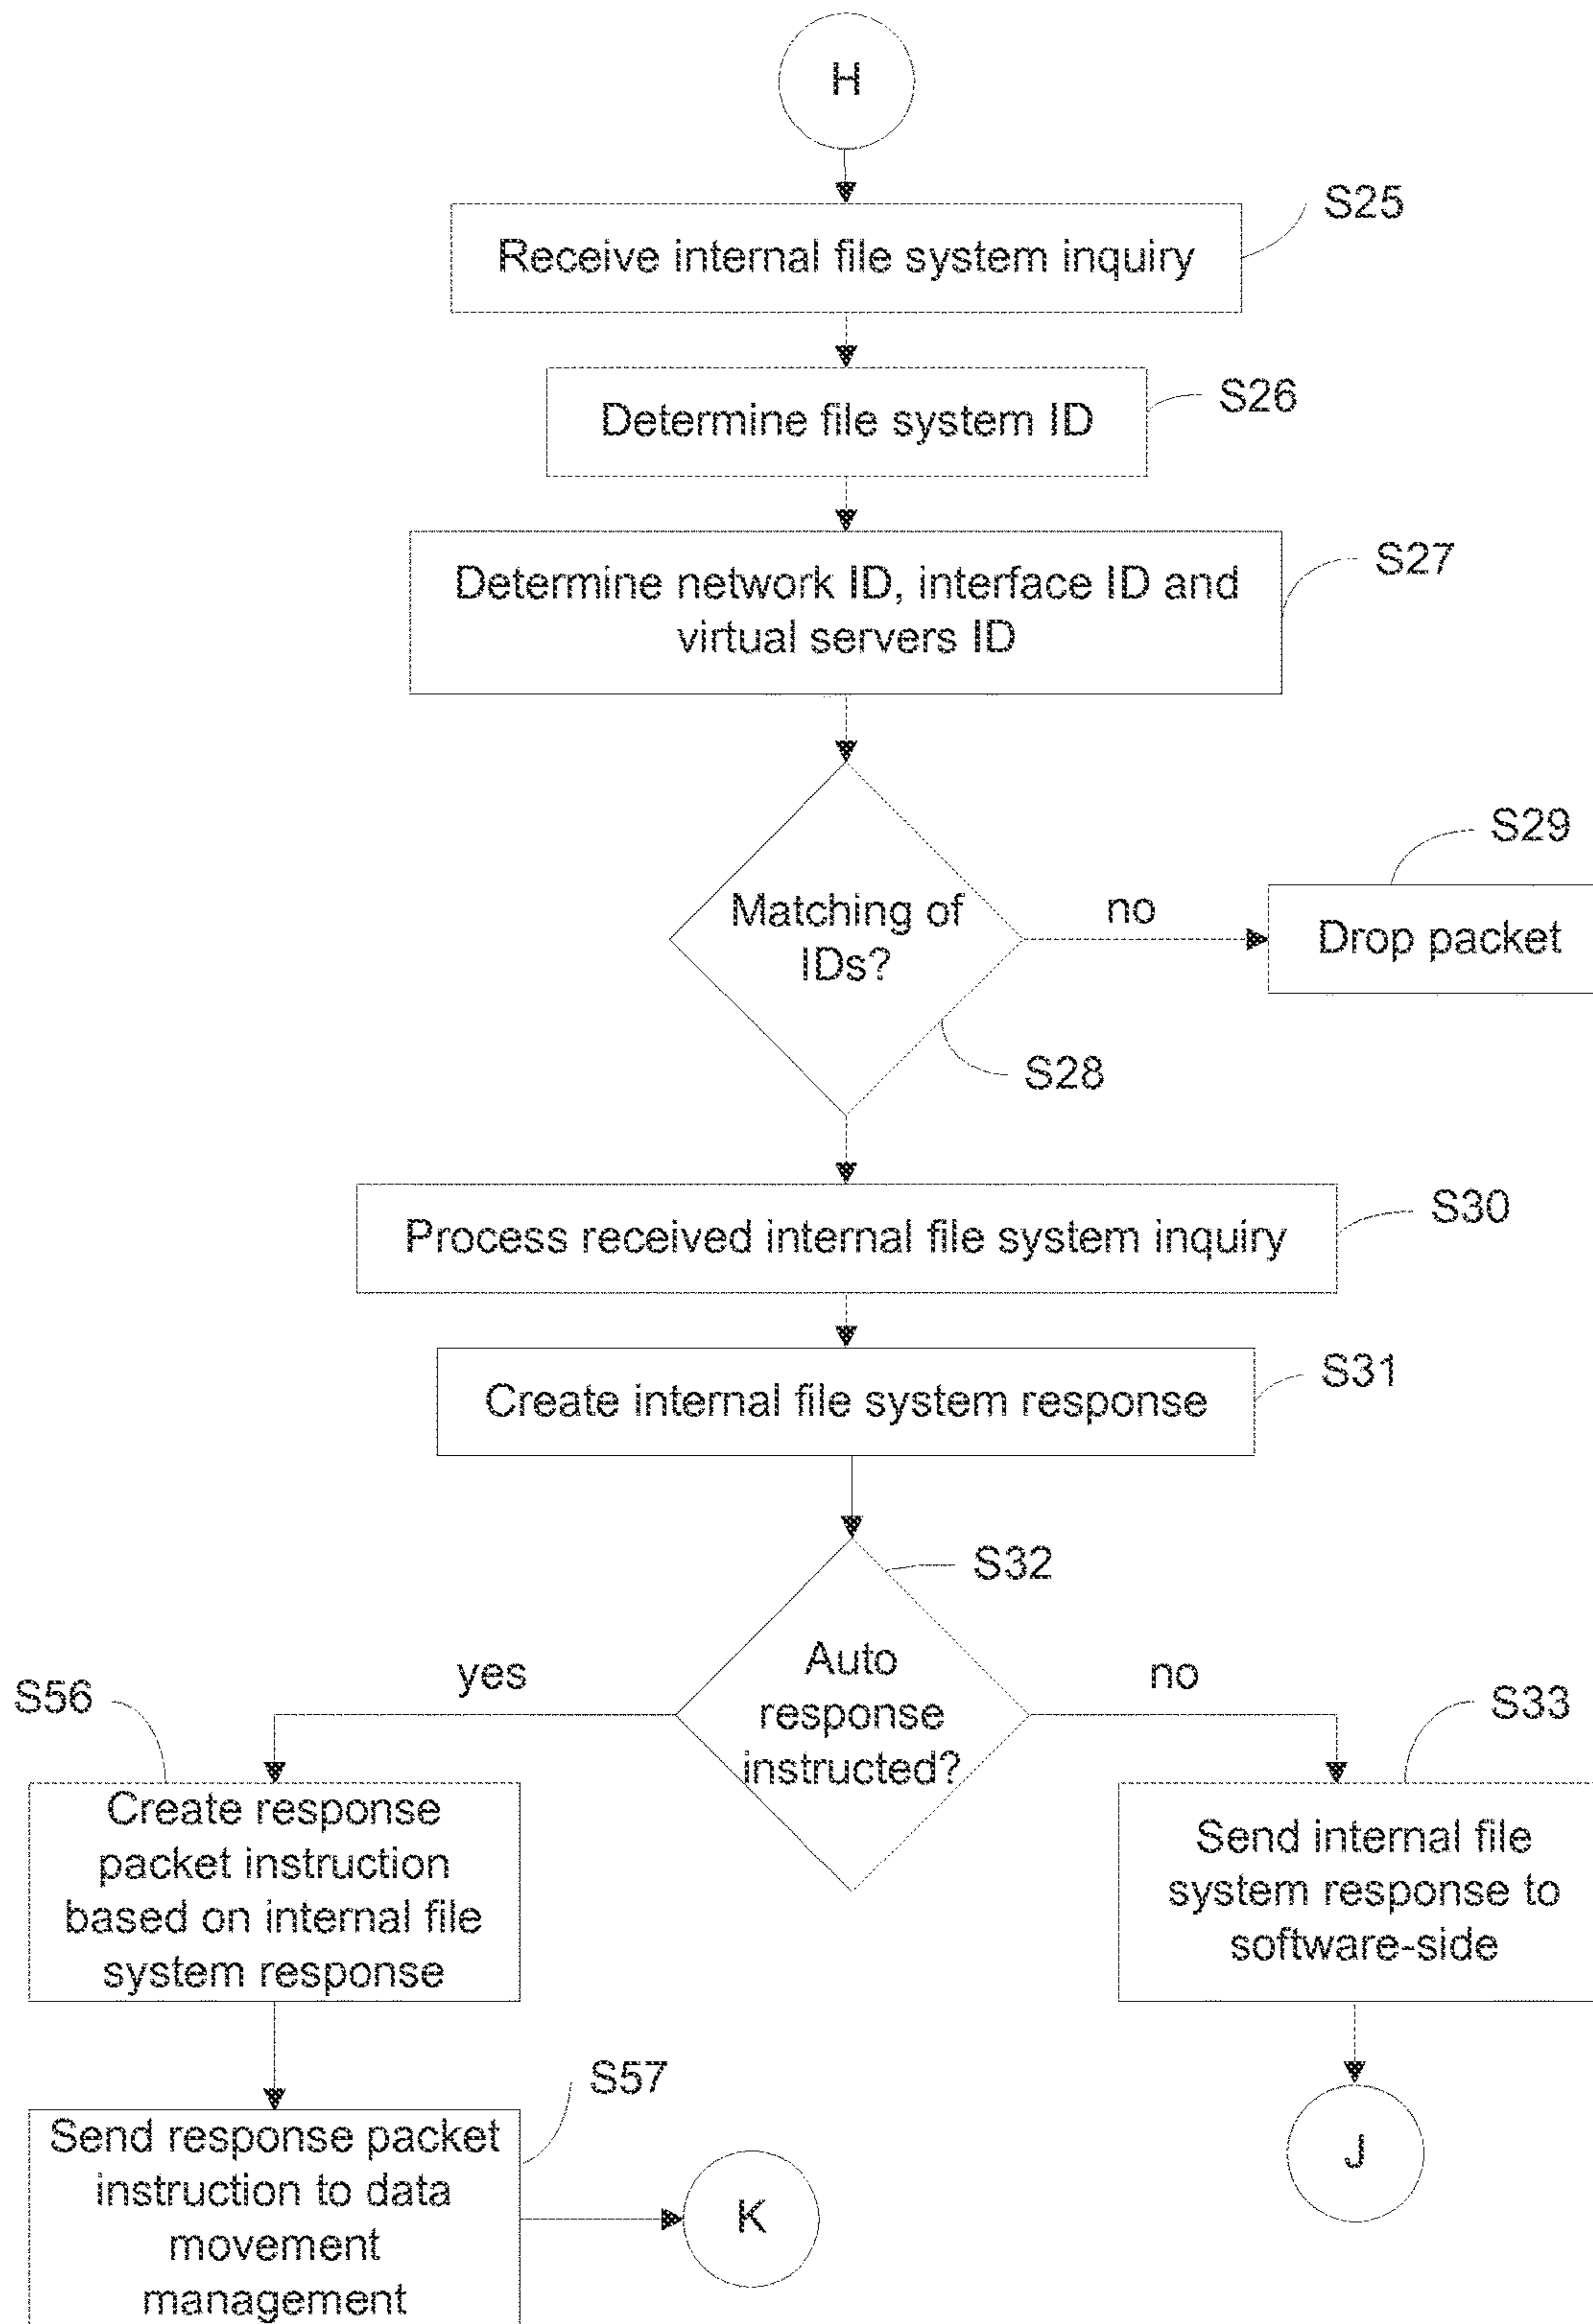 H
S25
Receive internal file system inquiry
S26
Determine file system ID
S27
Determine network ID, interface ID and
virtual servers ID
S29
Matching of
IDs?
no
Drop packet
S28
S30
Process received internal file system inquiry
S31
Create internal file system response
S32
Auto
response
instructed?
yes
no
S56
S33
Create response
packet instruction
based on internal file
system response
Send internal file
system response to
software-side
S57
Send response packet
instruction to data
movement
management
K
J